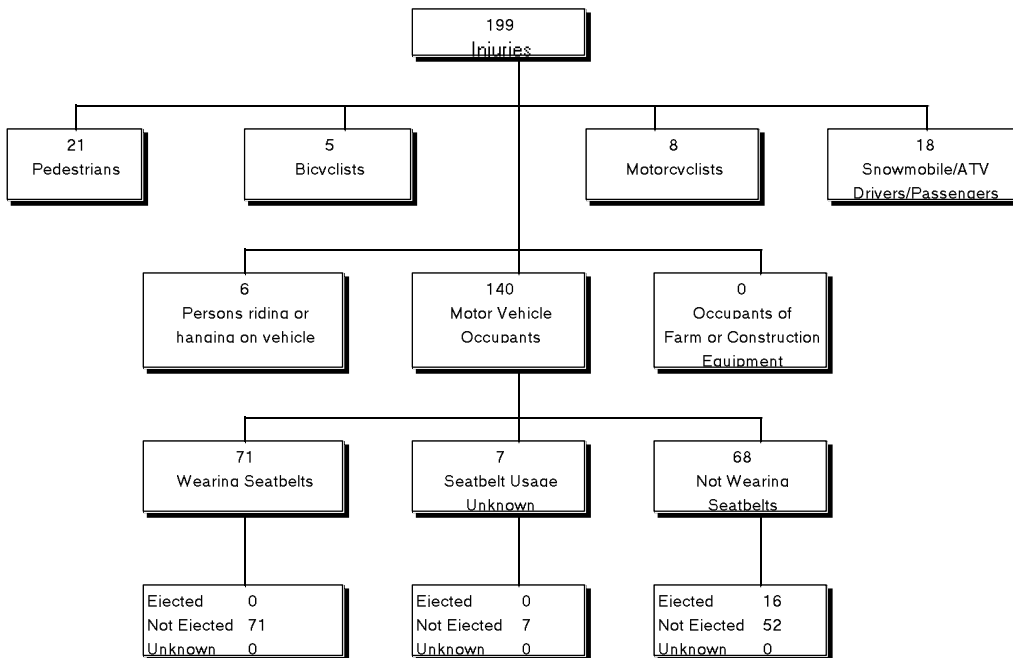 199
Injuries
21
Pedestrians
5
Bicyclists
8
Motorcyclists
18
Snowmobile/ATV
Drivers/Passengers
6
Persons riding or
hanging on vehicle
140
Motor Vehicle
Occupants
0
Occupants of
Farm or Construction
Equipment
71
Wearing Seatbelts
7
Seatbelt Usage
Unknown
68
Not Wearing
Seatbelts
Ejected 0
Not Ejected 71
Unknown 0
Ejected 0
Not Ejected 7
Unknown 0
Ejected 16
Not Ejected 52
Unknown 0